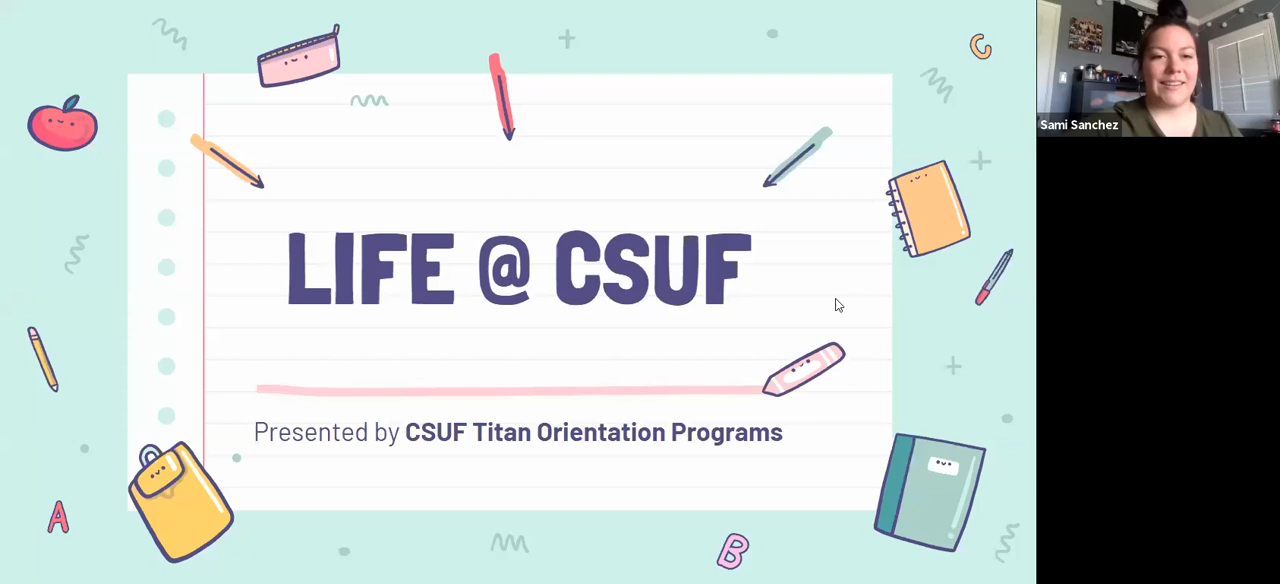 LIFE @ CSUF
Presented by CSUF Titan Orientation Programs
A
B
C
Sami Sanchez